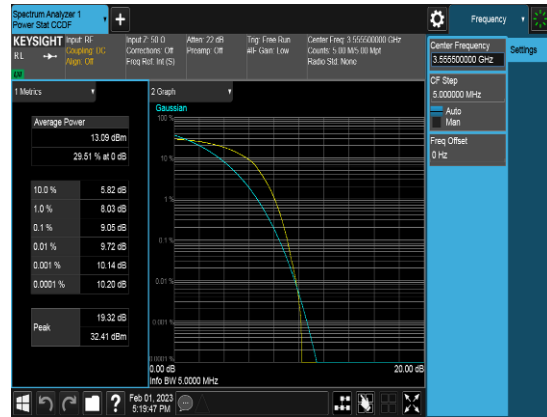 Spectrum Analyzer 1
Power Stat CCDF
+
Frequency
KEYSIGHT
RL
Input: RF
Coupling: DC
Align: Off
Input Z: 50 Ω
Corrections: Off
Freq Ref: Int (S)
Atten: 22 dB
Preamp: Off
Trig: Free Run
#IF Gain: Low
Center Freq: 3.555500000 GHz
Counts: 5.00 M/5.00 Mpt
Radio Std: None
Center Frequency
3.555500000 GHz
Settings
CF Step
5.000000 MHz
Auto
Man
Freq Offset
0 Hz
1 Metrics
Average Power
13.09 dBm
29.51 % at 0 dB
10.0 % 5.82 dB
1.0 % 8.03 dB
0.1 % 9.05 dB
0.01 % 9.72 dB
0.001 % 10.14 dB
0.0001 % 10.20 dB
Peak
19.32 dB
32.41 dBm
2 Graph
Gaussian
100 %
10 %
1 %
0.1 %
0.01 %
0.001 %
0.0001 %
0.00 dB 20.00 dB
Info BW 5.0000 MHz
?
Feb 01, 2023
5:19:47 PM